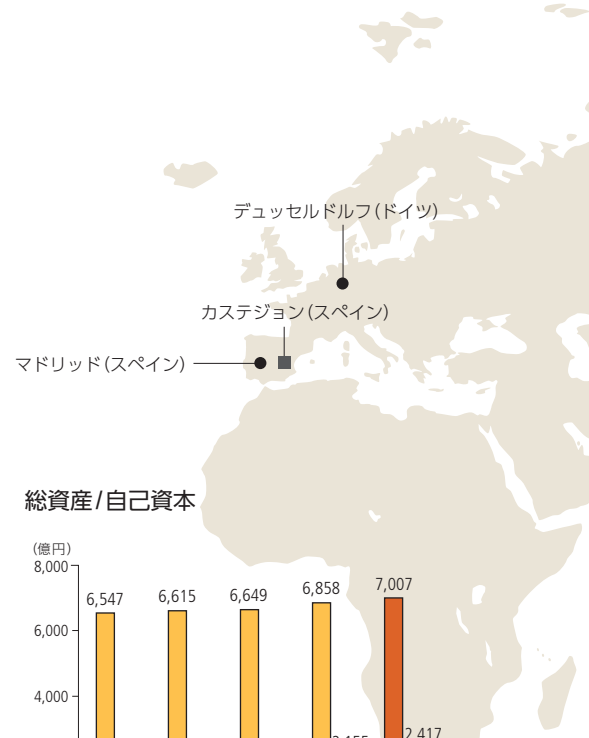 デュッセルドルフ(ドイツ)
カステジョン(スペイン)
マドリッド(スペイン)
総資産/自己資本
(億円)
8,000
6,547
6,615
6,649
6,858
7,007
6,000
4,000
2,417